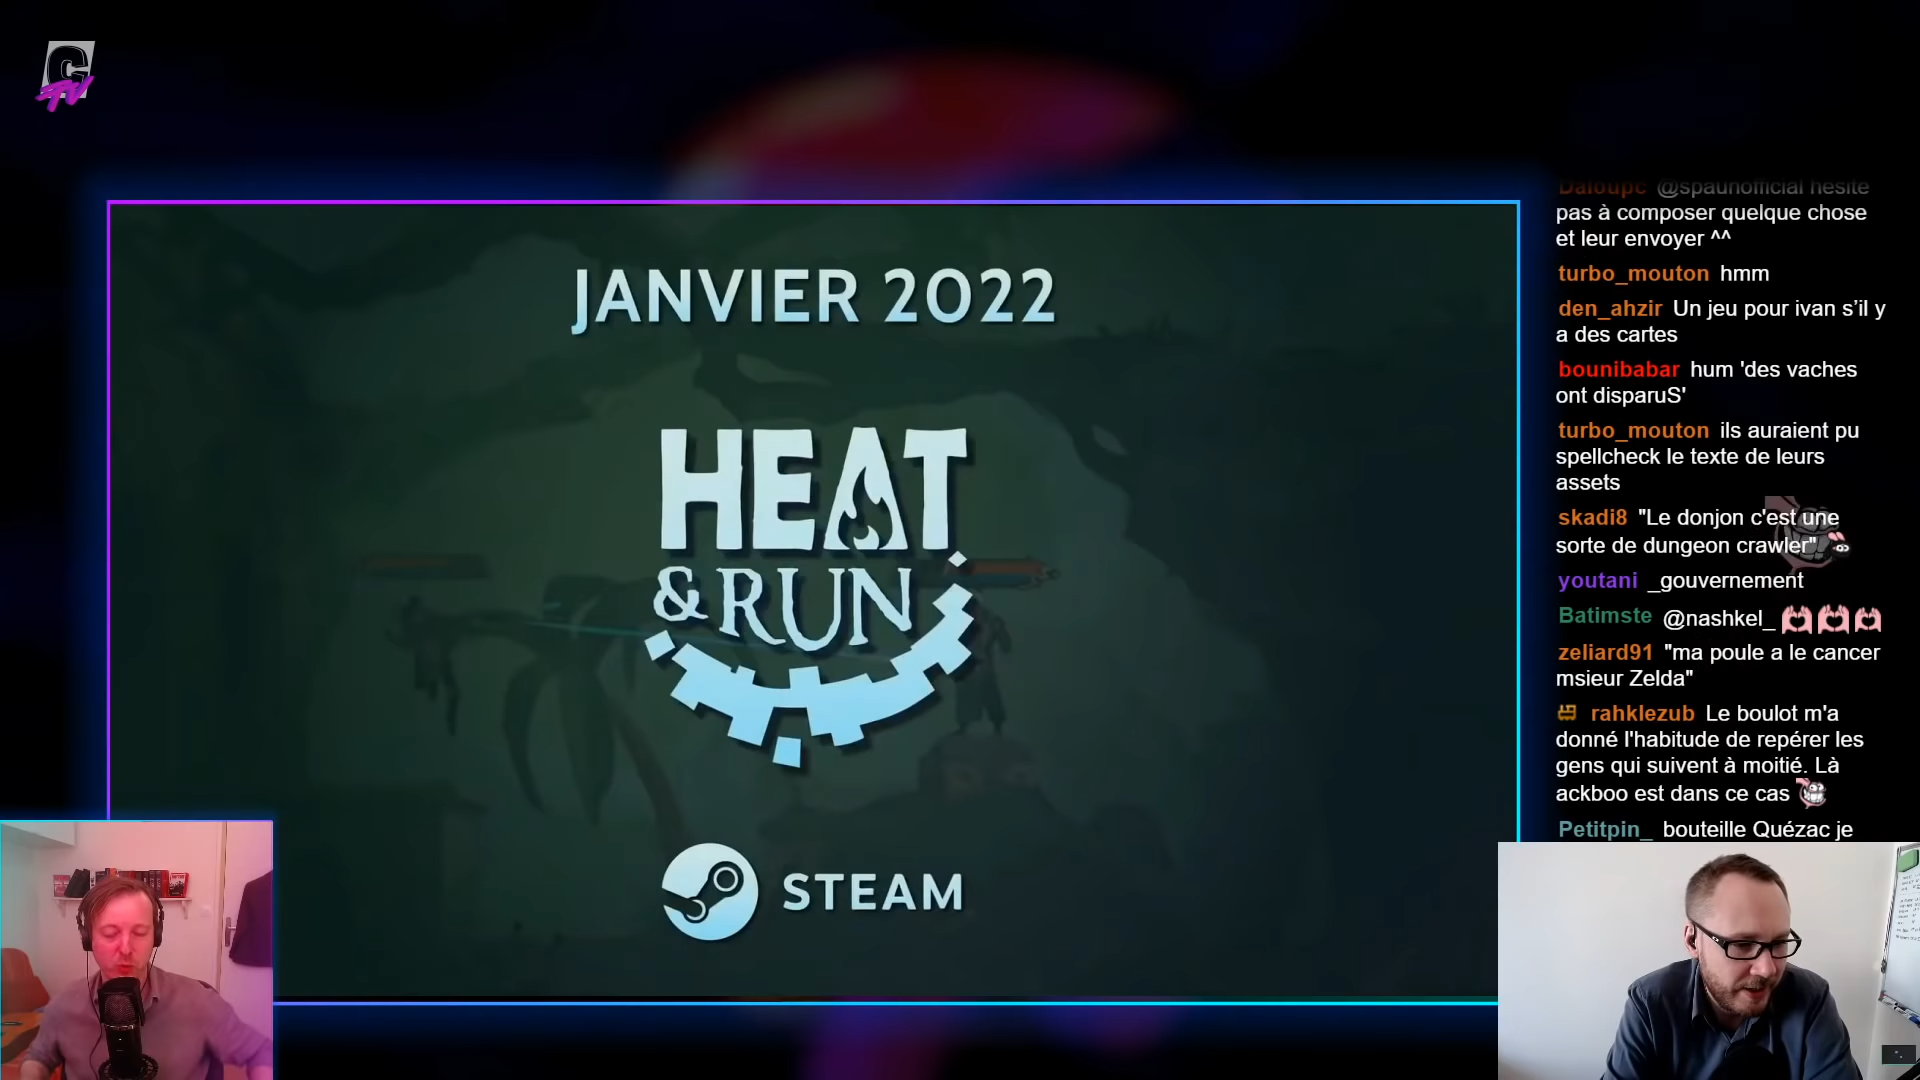 C
TV
JANVIER 2022
HEAT
& RUN
STEAM
Daloupc @spaunofficial hésite
pas à composer quelque chose
et leur envoyer ^^
turbo_mouton hmm
den_ahzir Un jeu pour ivan s’il y
a des cartes
bounibabar hum 'des vaches
ont disparuS'
turbo_mouton ils auraient pu
spellcheck le texte de leurs
assets
skadi8 "Le donjon c'est une
sorte de dungeon crawler"
youtani _gouvernement
Batimste @nashkel_
zeliard91 "ma poule a le cancer
msieur Zelda"
rahklezub Le boulot m'a
donné l'habitude de repérer les
gens qui suivent à moitié. Là
ackboo est dans ce cas
Petitpin_ bouteille Quézac je